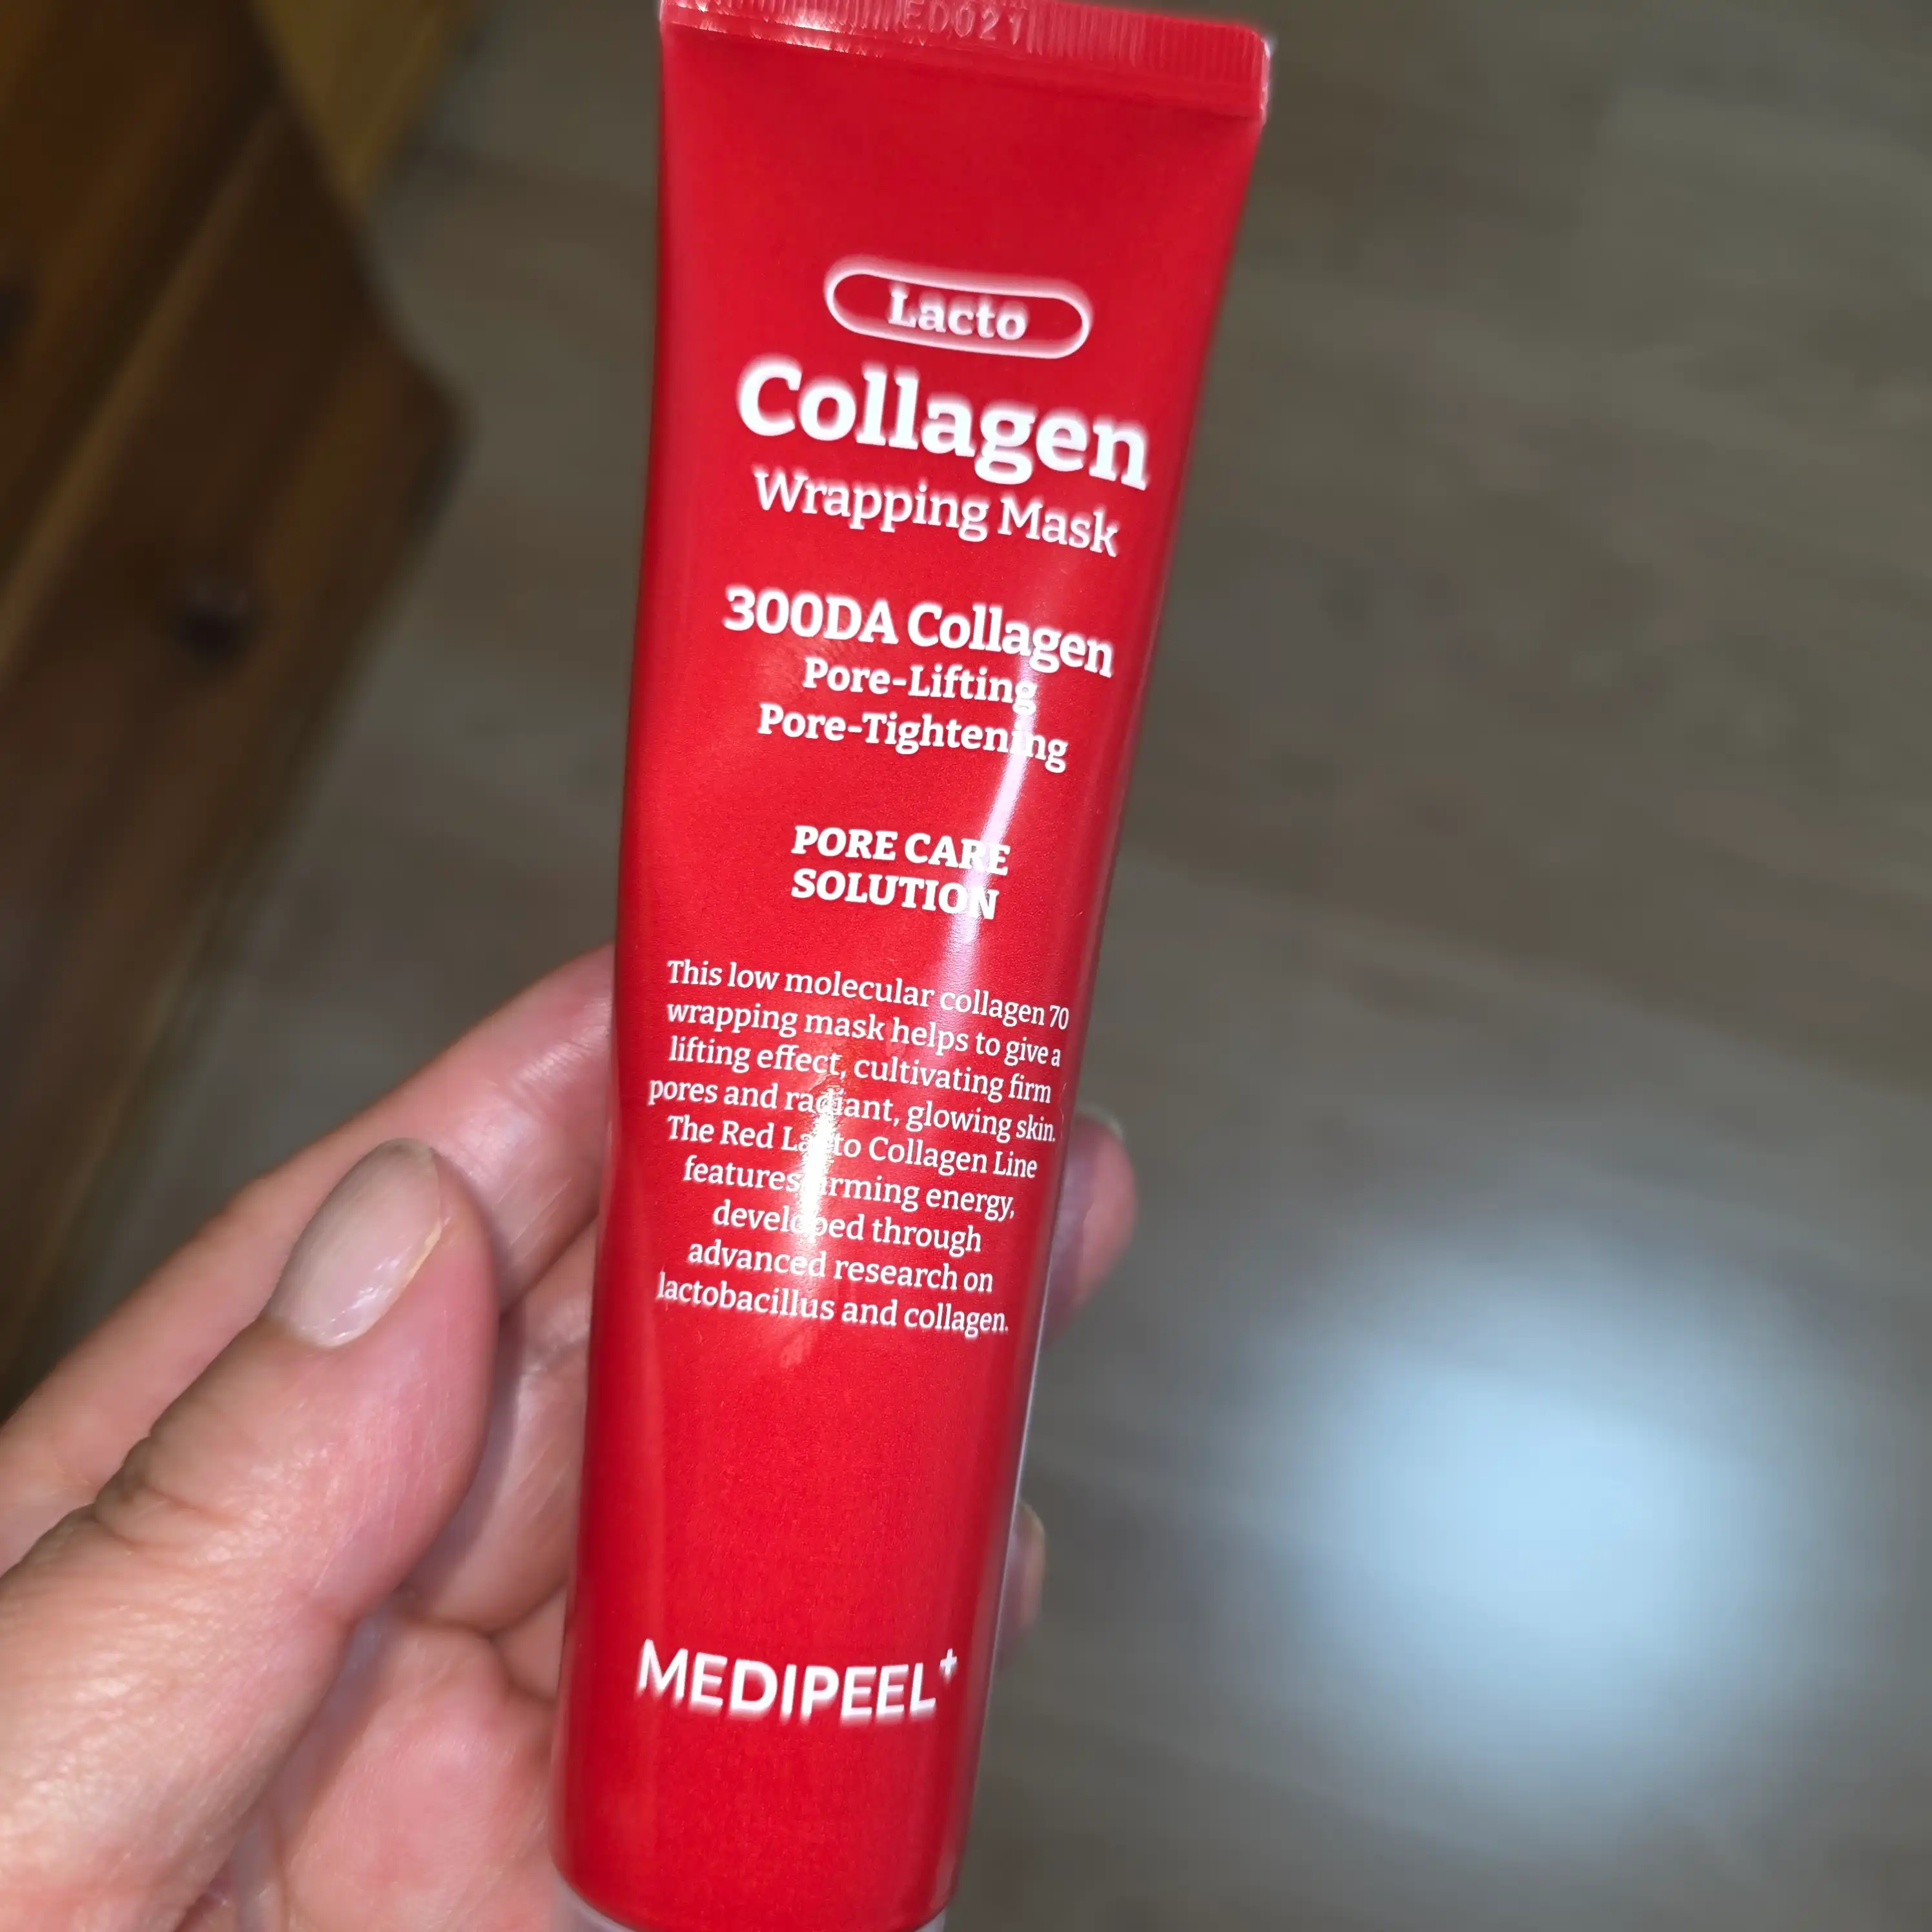 ED021
Lacto
Collagen
Wrapping Mask
300DA Collagen
Pore-Lifting
Pore-Tightening
PORE CARE
SOLUTION
This low molecular collagen 70
wrapping mask helps to give a
lifting effect, cultivating firm
pores and radiant, glowing skin.
The Red Lacto Collagen Line
features firming energy,
developed through
advanced research on
lactobacillus and collagen.
MEDIPEEL+